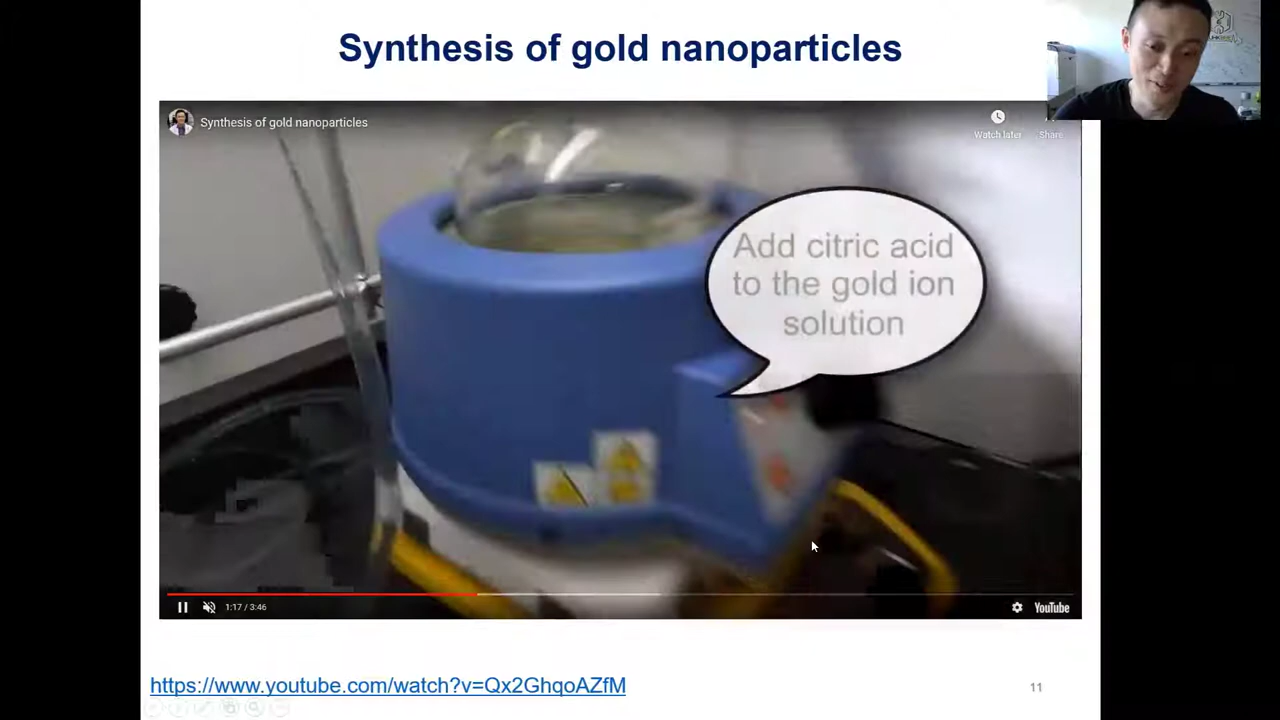 Synthesis of gold nanoparticles
Synthesis of gold nanoparticles
Watch later
Share
Add citric acid
to the gold ion
solution
1:17 / 3:46
YouTube
https://www.youtube.com/watch?v=Qx2GhqoAZfM
11